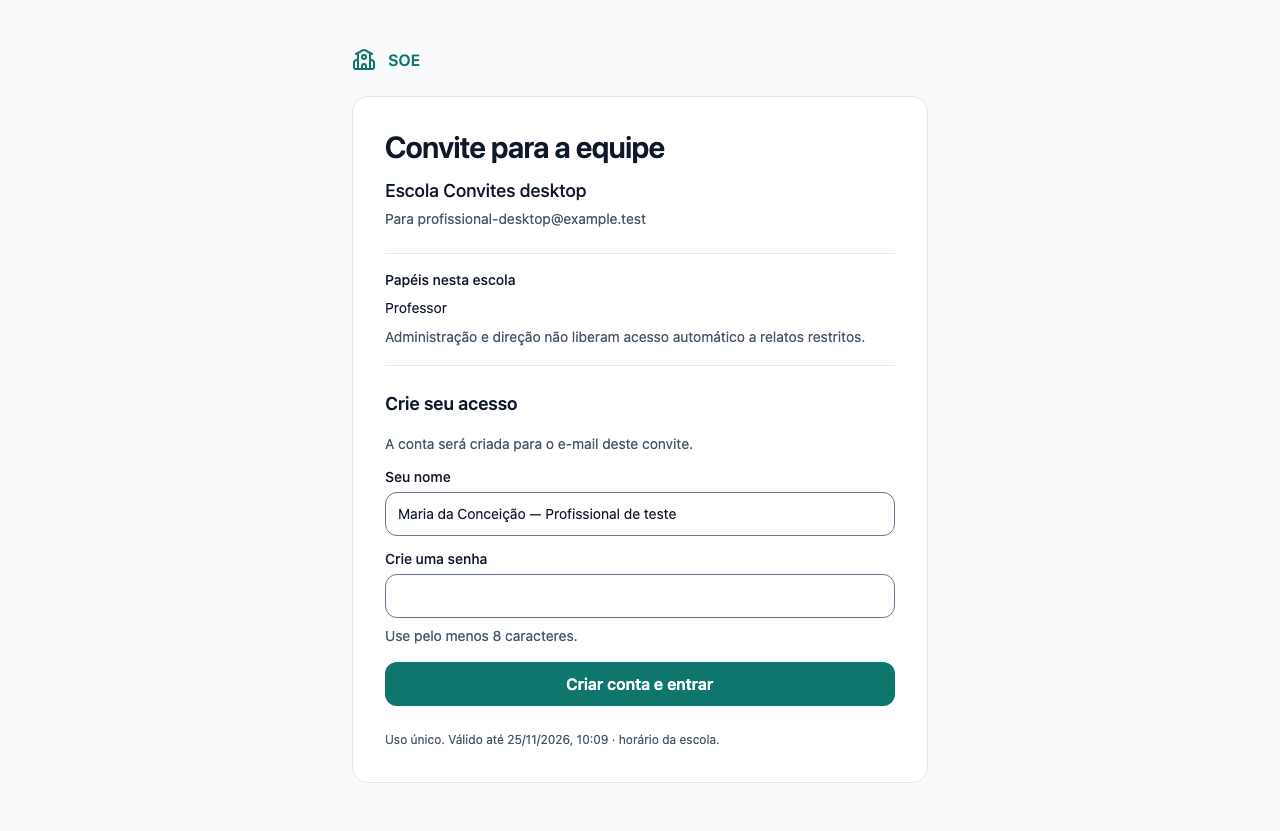 SOE
Convite para a equipe
Escola Convites desktop
Para profissional-desktop@example.test
Papéis nesta escola
Professor
Administração e direção não liberam acesso automático a relatos restritos.
Crie seu acesso
A conta será criada para o e-mail deste convite.
Seu nome
Maria da Conceição — Profissional de teste
Crie uma senha
Use pelo menos 8 caracteres.
Criar conta e entrar
Uso único. Válido até 25/11/2026, 10:09 · horário da escola.